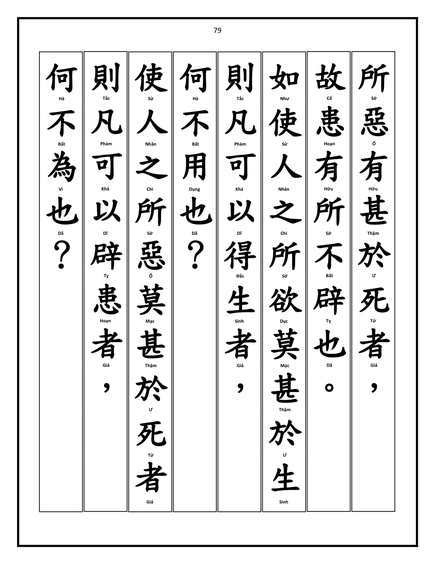 79
所惡有甚於死者，
Sở Ố Hữu Thậm Ư Tử Giả
故患有所不辟也。
Cố Hoạn Hữu Sở Bất Tỵ Dã
如使人之所欲莫甚於生
Như Sử Nhân Chi Sở Dục Mạc Thậm Ư Sinh
則凡可以得生者，
Tắc Phàm Khả Dĩ Đắc Sinh Giả
何不用也？
Hà Bất Dụng Dã
使人之所惡莫甚於死者
Sử Nhân Chi Sở Ố Mạc Thậm Ư Tử Giả
則凡可以辟患者，
Tắc Phàm Khả Dĩ Tỵ Hoạn Giả
何不為也？
Hà Bất Vi Dã